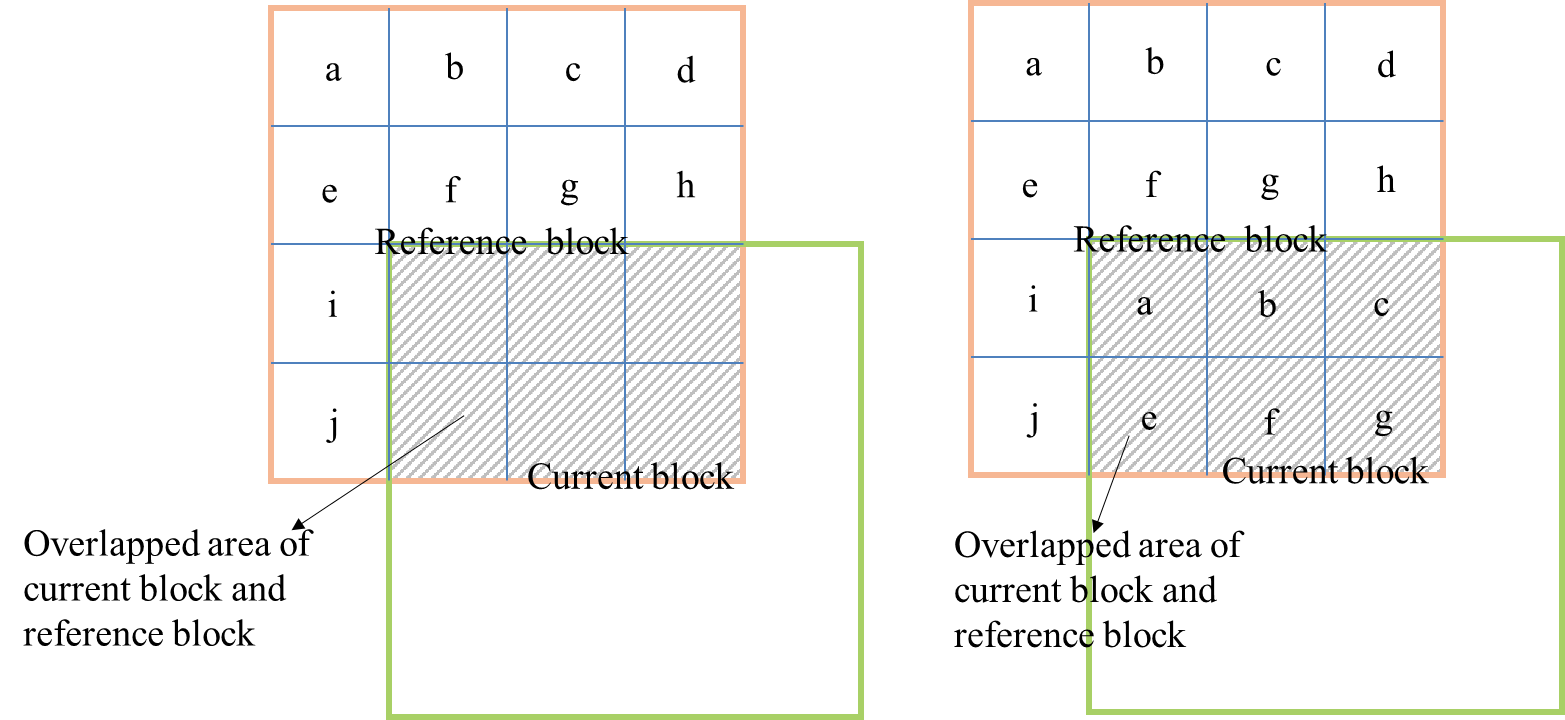 a b c d
e f g h
Reference block
i
j
Current block
Overlapped area of
current block and
reference block
a b c d
e f g h
Reference block
i a b c
j e f g
Current block
Overlapped area of
current block and
reference block